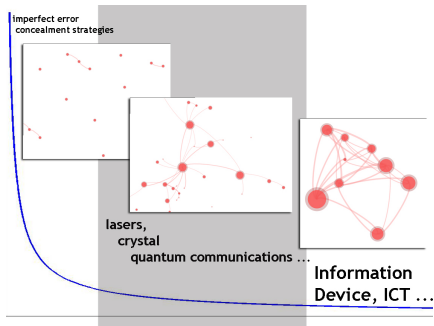 imperfect error
concealment strategies
lasers,
crystal
quantum communications ...
Information
Device, ICT ...